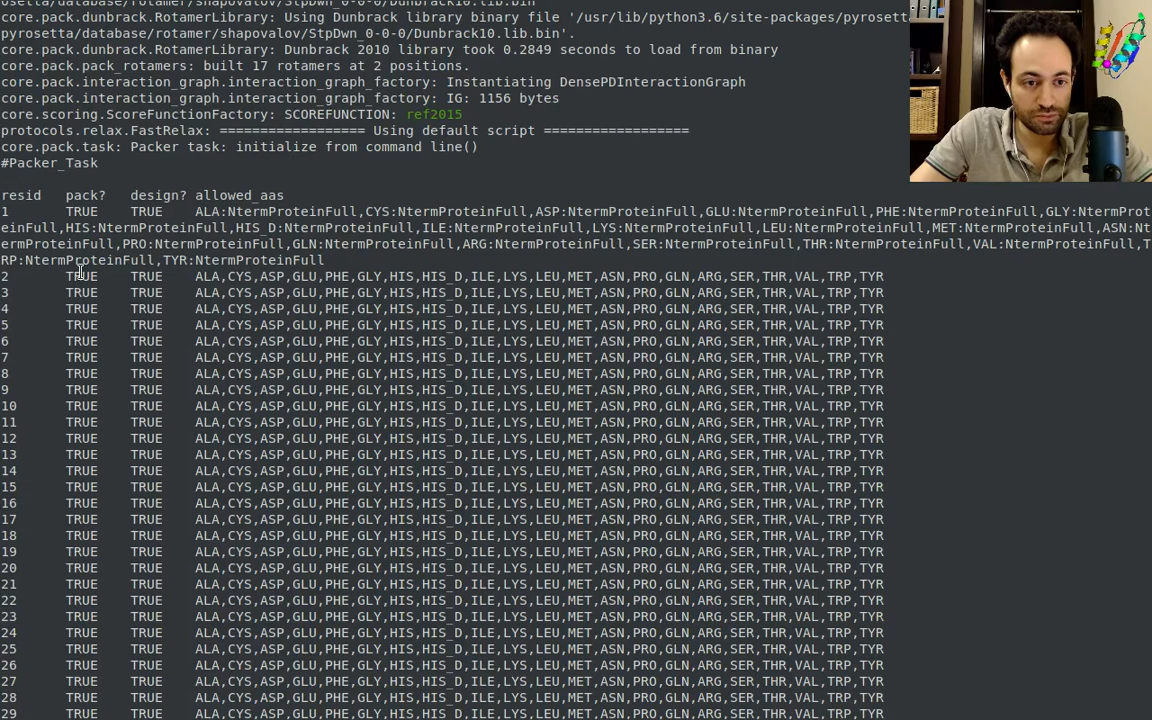 osetta/database/rotamer/shapovalov/StpDwn_0-0-0/Dunbrack10.lib.bin
core.pack.dunbrack.RotamerLibrary: Using Dunbrack library binary file '/usr/lib/python3.6/site-packages/pyrosetta
pyrosetta/database/rotamer/shapovalov/StpDwn_0-0-0/Dunbrack10.lib.bin'.
core.pack.dunbrack.RotamerLibrary: Dunbrack 2010 library took 0.2849 seconds to load from binary
core.pack.pack_rotamers: built 17 rotamers at 2 positions.
core.pack.interaction_graph.interaction_graph_factory: Instantiating DensePDInteractionGraph
core.pack.interaction_graph.interaction_graph_factory: IG: 1156 bytes
core.scoring.ScoreFunctionFactory: SCOREFUNCTION: ref2015
protocols.relax.FastRelax: ================== Using default script ==================
core.pack.task: Packer task: initialize from command line()
#Packer_Task
resid pack? design? allowed_aas
1 TRUE TRUE ALA:NtermProteinFull,CYS:NtermProteinFull,ASP:NtermProteinFull,GLU:NtermProteinFull,PHE:NtermProteinFull,GLY:NtermProt
einFull,HIS:NtermProteinFull,HIS_D:NtermProteinFull,ILE:NtermProteinFull,LYS:NtermProteinFull,LEU:NtermProteinFull,MET:NtermProteinFull,ASN:Nt
ermProteinFull,PRO:NtermProteinFull,GLN:NtermProteinFull,ARG:NtermProteinFull,SER:NtermProteinFull,THR:NtermProteinFull,VAL:NtermProteinFull,T
RP:NtermProteinFull,TYR:NtermProteinFull
2 TRUE TRUE ALA,CYS,ASP,GLU,PHE,GLY,HIS,HIS_D,ILE,LYS,LEU,MET,ASN,PRO,GLN,ARG,SER,THR,VAL,TRP,TYR
3 TRUE TRUE ALA,CYS,ASP,GLU,PHE,GLY,HIS,HIS_D,ILE,LYS,LEU,MET,ASN,PRO,GLN,ARG,SER,THR,VAL,TRP,TYR
4 TRUE TRUE ALA,CYS,ASP,GLU,PHE,GLY,HIS,HIS_D,ILE,LYS,LEU,MET,ASN,PRO,GLN,ARG,SER,THR,VAL,TRP,TYR
5 TRUE TRUE ALA,CYS,ASP,GLU,PHE,GLY,HIS,HIS_D,ILE,LYS,LEU,MET,ASN,PRO,GLN,ARG,SER,THR,VAL,TRP,TYR
6 TRUE TRUE ALA,CYS,ASP,GLU,PHE,GLY,HIS,HIS_D,ILE,LYS,LEU,MET,ASN,PRO,GLN,ARG,SER,THR,VAL,TRP,TYR
7 TRUE TRUE ALA,CYS,ASP,GLU,PHE,GLY,HIS,HIS_D,ILE,LYS,LEU,MET,ASN,PRO,GLN,ARG,SER,THR,VAL,TRP,TYR
8 TRUE TRUE ALA,CYS,ASP,GLU,PHE,GLY,HIS,HIS_D,ILE,LYS,LEU,MET,ASN,PRO,GLN,ARG,SER,THR,VAL,TRP,TYR
9 TRUE TRUE ALA,CYS,ASP,GLU,PHE,GLY,HIS,HIS_D,ILE,LYS,LEU,MET,ASN,PRO,GLN,ARG,SER,THR,VAL,TRP,TYR
10 TRUE TRUE ALA,CYS,ASP,GLU,PHE,GLY,HIS,HIS_D,ILE,LYS,LEU,MET,ASN,PRO,GLN,ARG,SER,THR,VAL,TRP,TYR
11 TRUE TRUE ALA,CYS,ASP,GLU,PHE,GLY,HIS,HIS_D,ILE,LYS,LEU,MET,ASN,PRO,GLN,ARG,SER,THR,VAL,TRP,TYR
12 TRUE TRUE ALA,CYS,ASP,GLU,PHE,GLY,HIS,HIS_D,ILE,LYS,LEU,MET,ASN,PRO,GLN,ARG,SER,THR,VAL,TRP,TYR
13 TRUE TRUE ALA,CYS,ASP,GLU,PHE,GLY,HIS,HIS_D,ILE,LYS,LEU,MET,ASN,PRO,GLN,ARG,SER,THR,VAL,TRP,TYR
14 TRUE TRUE ALA,CYS,ASP,GLU,PHE,GLY,HIS,HIS_D,ILE,LYS,LEU,MET,ASN,PRO,GLN,ARG,SER,THR,VAL,TRP,TYR
15 TRUE TRUE ALA,CYS,ASP,GLU,PHE,GLY,HIS,HIS_D,ILE,LYS,LEU,MET,ASN,PRO,GLN,ARG,SER,THR,VAL,TRP,TYR
16 TRUE TRUE ALA,CYS,ASP,GLU,PHE,GLY,HIS,HIS_D,ILE,LYS,LEU,MET,ASN,PRO,GLN,ARG,SER,THR,VAL,TRP,TYR
17 TRUE TRUE ALA,CYS,ASP,GLU,PHE,GLY,HIS,HIS_D,ILE,LYS,LEU,MET,ASN,PRO,GLN,ARG,SER,THR,VAL,TRP,TYR
18 TRUE TRUE ALA,CYS,ASP,GLU,PHE,GLY,HIS,HIS_D,ILE,LYS,LEU,MET,ASN,PRO,GLN,ARG,SER,THR,VAL,TRP,TYR
19 TRUE TRUE ALA,CYS,ASP,GLU,PHE,GLY,HIS,HIS_D,ILE,LYS,LEU,MET,ASN,PRO,GLN,ARG,SER,THR,VAL,TRP,TYR
20 TRUE TRUE ALA,CYS,ASP,GLU,PHE,GLY,HIS,HIS_D,ILE,LYS,LEU,MET,ASN,PRO,GLN,ARG,SER,THR,VAL,TRP,TYR
21 TRUE TRUE ALA,CYS,ASP,GLU,PHE,GLY,HIS,HIS_D,ILE,LYS,LEU,MET,ASN,PRO,GLN,ARG,SER,THR,VAL,TRP,TYR
22 TRUE TRUE ALA,CYS,ASP,GLU,PHE,GLY,HIS,HIS_D,ILE,LYS,LEU,MET,ASN,PRO,GLN,ARG,SER,THR,VAL,TRP,TYR
23 TRUE TRUE ALA,CYS,ASP,GLU,PHE,GLY,HIS,HIS_D,ILE,LYS,LEU,MET,ASN,PRO,GLN,ARG,SER,THR,VAL,TRP,TYR
24 TRUE TRUE ALA,CYS,ASP,GLU,PHE,GLY,HIS,HIS_D,ILE,LYS,LEU,MET,ASN,PRO,GLN,ARG,SER,THR,VAL,TRP,TYR
25 TRUE TRUE ALA,CYS,ASP,GLU,PHE,GLY,HIS,HIS_D,ILE,LYS,LEU,MET,ASN,PRO,GLN,ARG,SER,THR,VAL,TRP,TYR
26 TRUE TRUE ALA,CYS,ASP,GLU,PHE,GLY,HIS,HIS_D,ILE,LYS,LEU,MET,ASN,PRO,GLN,ARG,SER,THR,VAL,TRP,TYR
27 TRUE TRUE ALA,CYS,ASP,GLU,PHE,GLY,HIS,HIS_D,ILE,LYS,LEU,MET,ASN,PRO,GLN,ARG,SER,THR,VAL,TRP,TYR
28 TRUE TRUE ALA,CYS,ASP,GLU,PHE,GLY,HIS,HIS_D,ILE,LYS,LEU,MET,ASN,PRO,GLN,ARG,SER,THR,VAL,TRP,TYR
29 TRUE TRUE ALA,CYS,ASP,GLU,PHE,GLY,HIS,HIS_D,ILE,LYS,LEU,MET,ASN,PRO,GLN,ARG,SER,THR,VAL,TRP,TYR